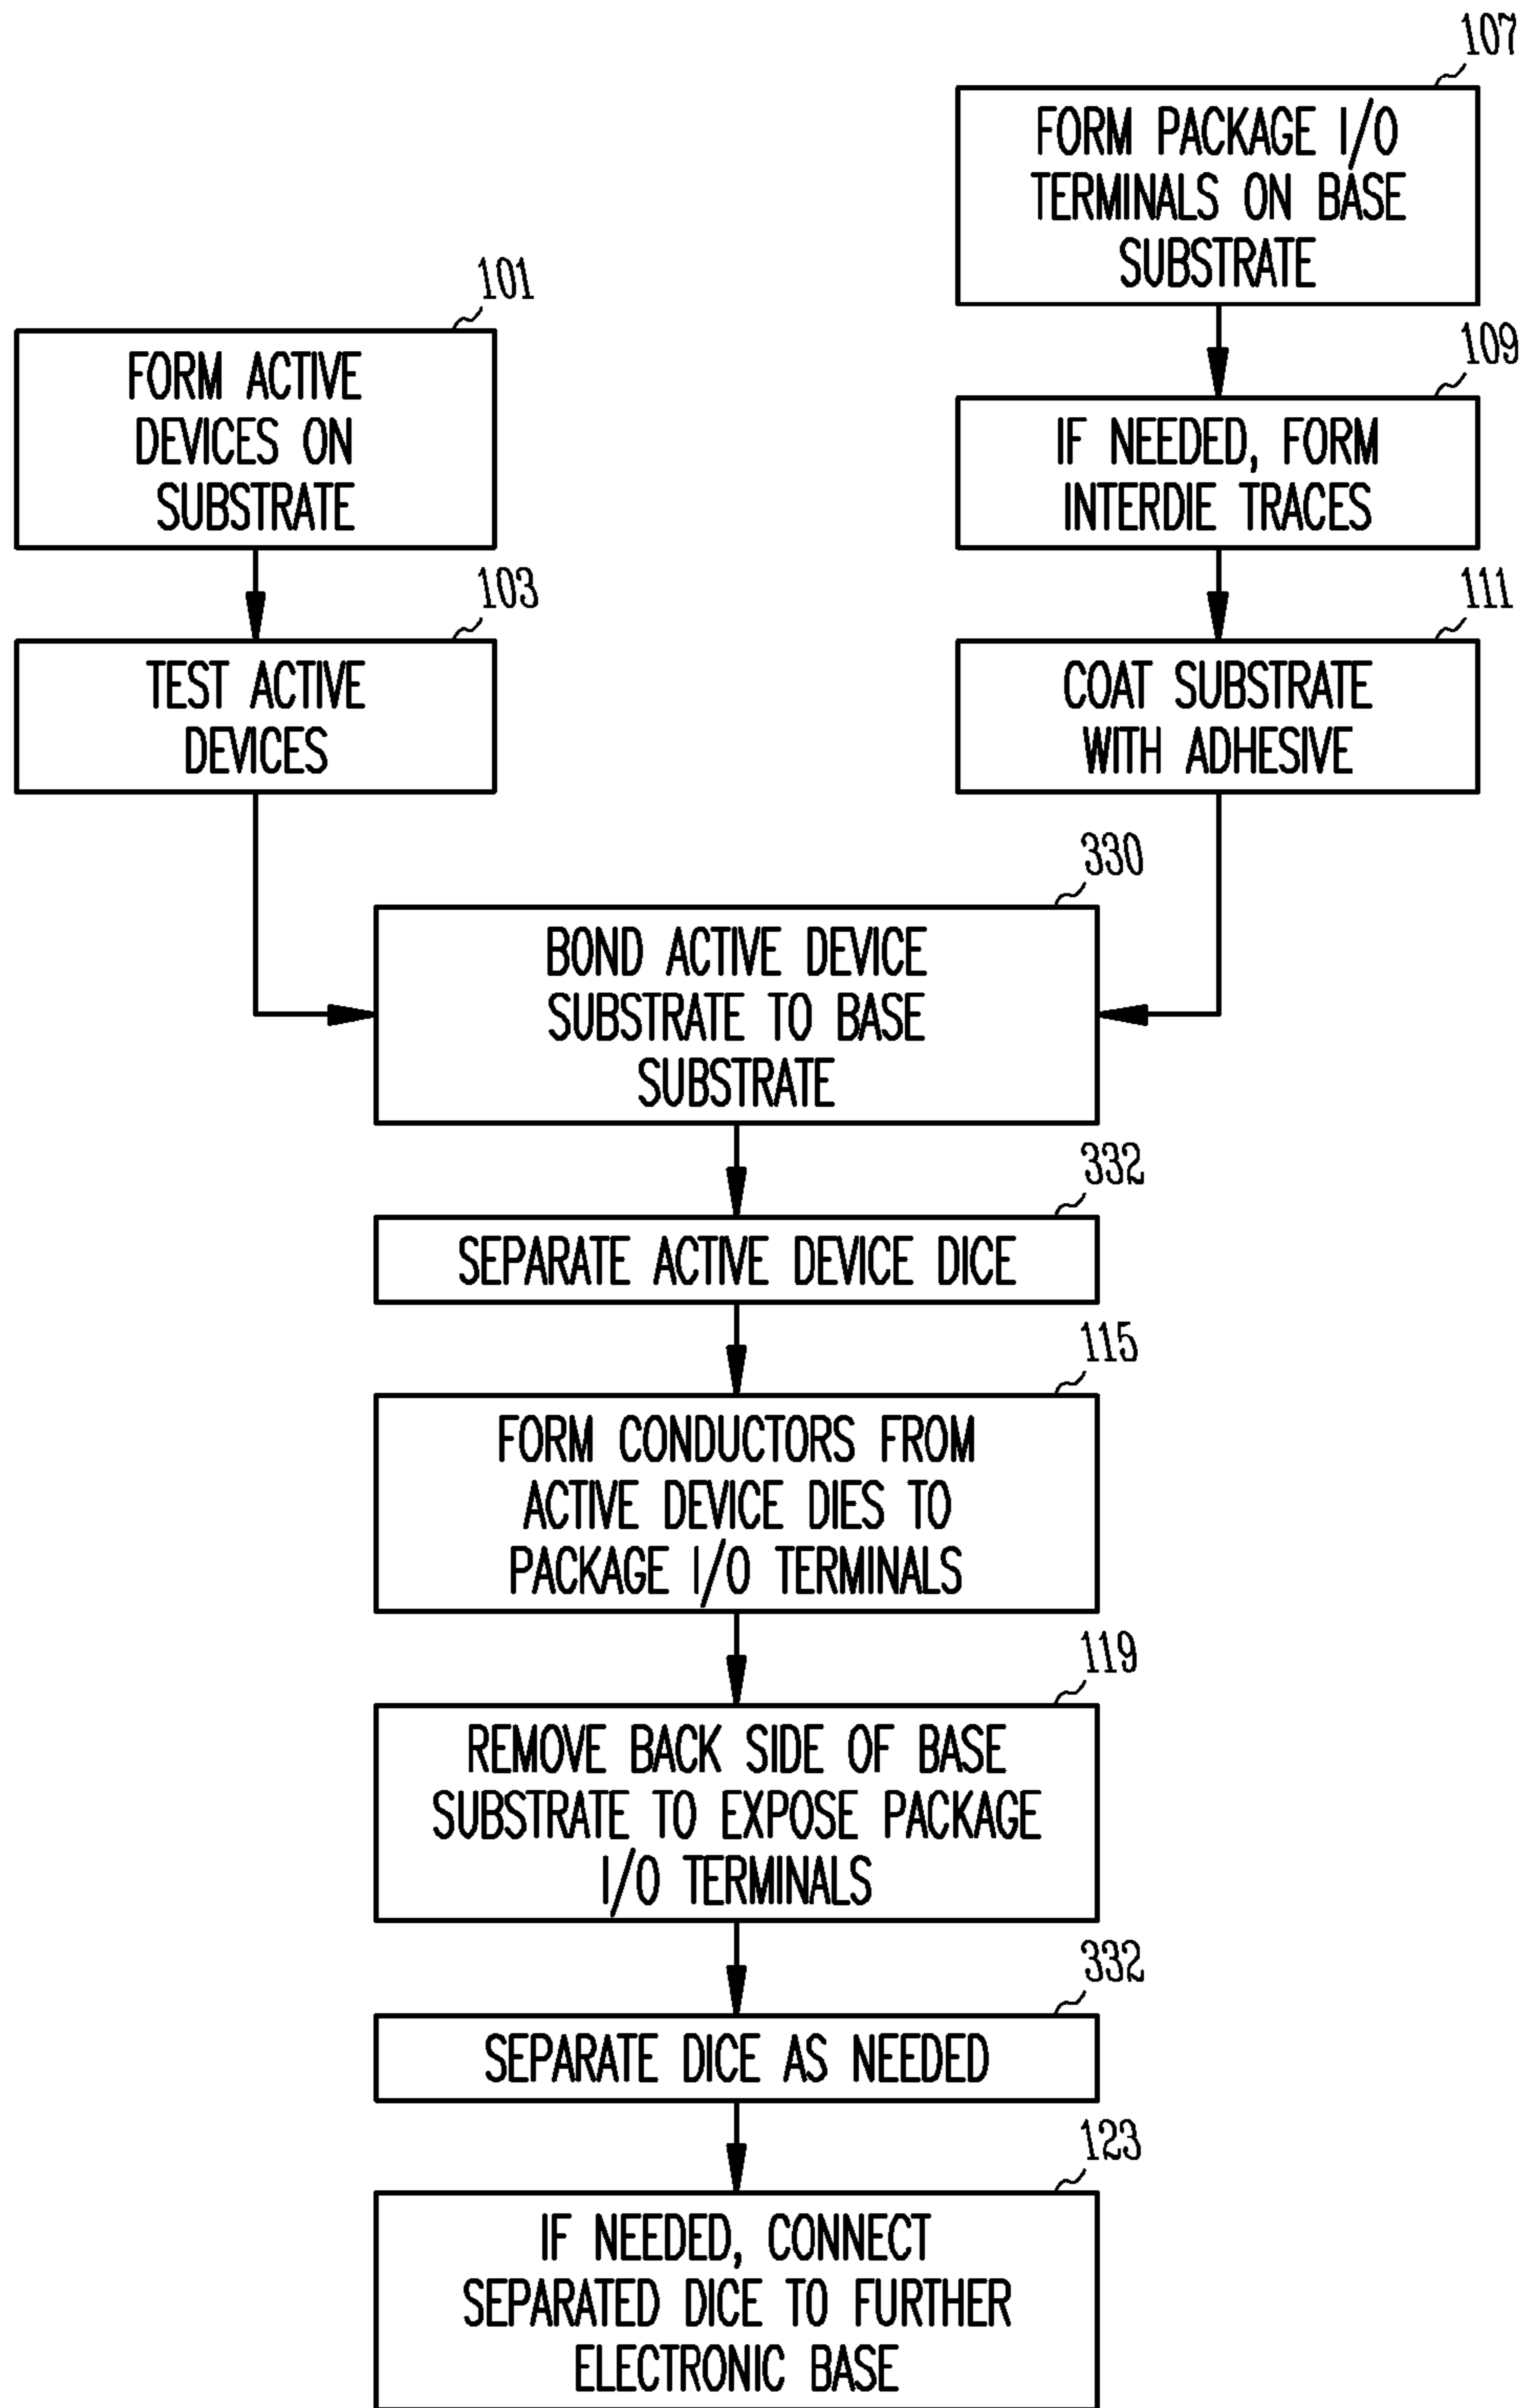 107
FORM PACKAGE I/O
TERMINALS ON BASE
SUBSTRATE
101
FORM ACTIVE
DEVICES ON
SUBSTRATE
109
IF NEEDED, FORM
INTERDIE TRACES
103
TEST ACTIVE
DEVICES
111
COAT SUBSTRATE
WITH ADHESIVE
330
BOND ACTIVE DEVICE
SUBSTRATE TO BASE
SUBSTRATE
332
SEPARATE ACTIVE DEVICE DICE
115
FORM CONDUCTORS FROM
ACTIVE DEVICE DIES TO
PACKAGE I/O TERMINALS
119
REMOVE BACK SIDE OF BASE
SUBSTRATE TO EXPOSE PACKAGE
I/O TERMINALS
332
SEPARATE DICE AS NEEDED
123
IF NEEDED, CONNECT
SEPARATED DICE TO FURTHER
ELECTRONIC BASE